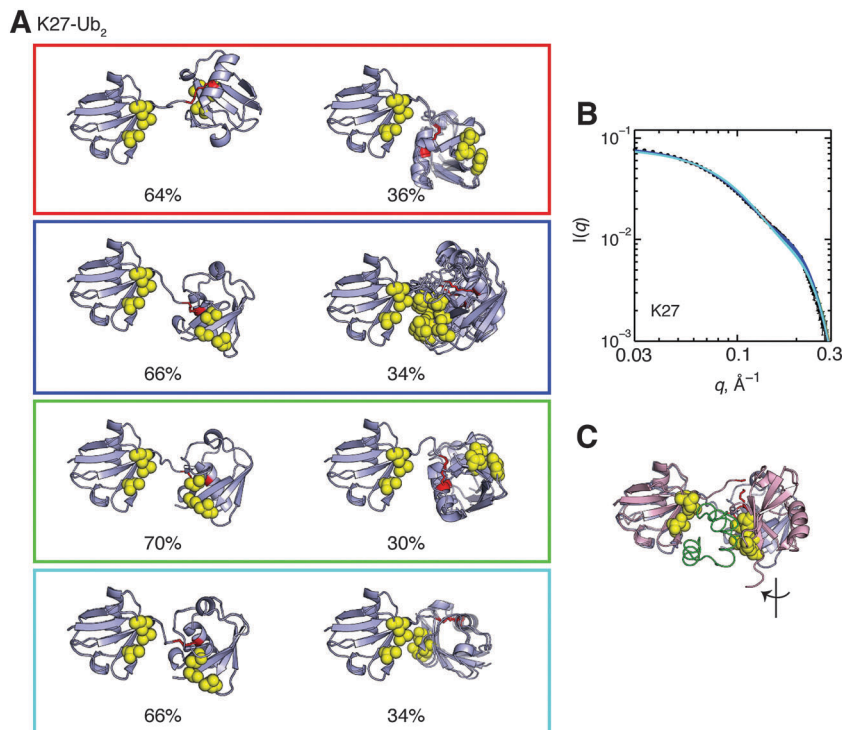 A K27-Ub2
64% 36%
66% 34%
70% 30%
66% 34%
B
10⁻¹
10⁻²
10⁻³
I(q)
K27
0.03 0.1 0.3
q, Å⁻¹
C